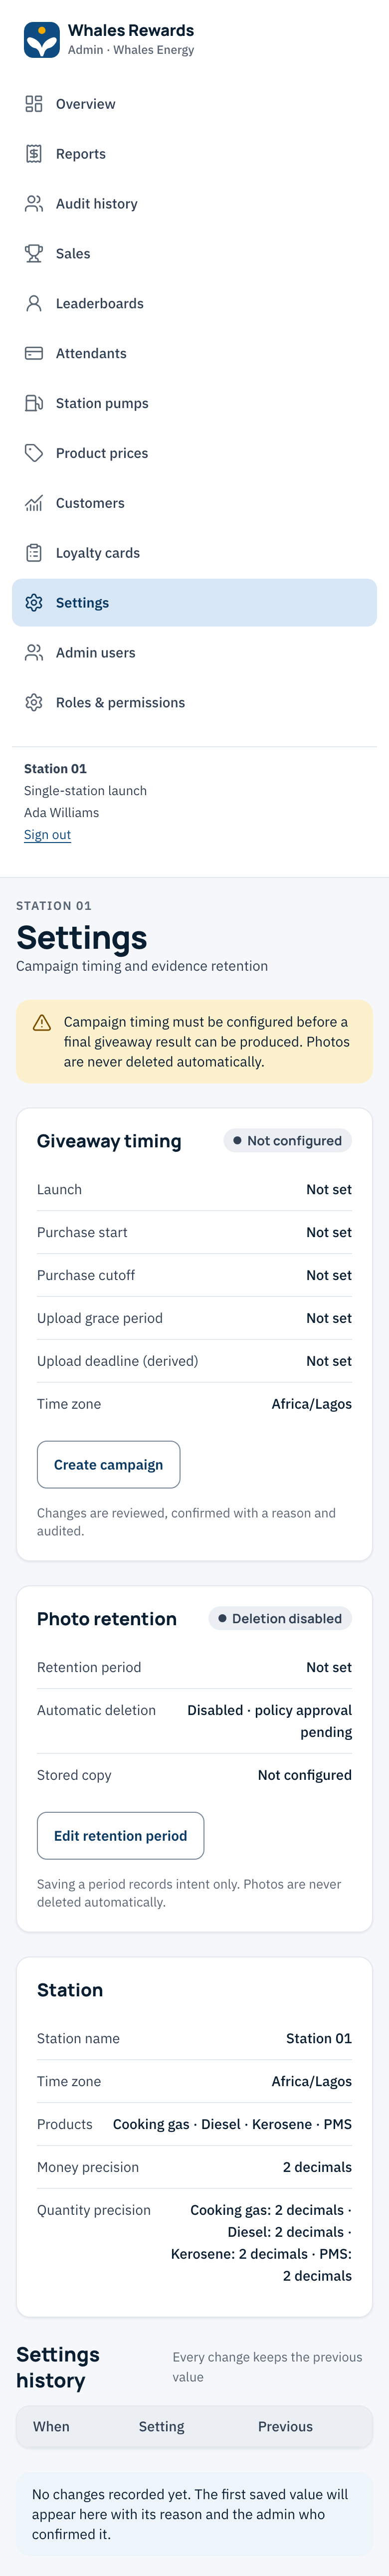 Whales Rewards
Admin · Whales Energy
Overview
Reports
Audit history
Sales
Leaderboards
Attendants
Station pumps
Product prices
Customers
Loyalty cards
Settings
Admin users
Roles & permissions
Station 01
Single-station launch
Ada Williams
Sign out
STATION 01
Settings
Campaign timing and evidence retention
Campaign timing must be configured before a
final giveaway result can be produced. Photos
are never deleted automatically.
Giveaway timing
Not configured
Launch Not set
Purchase start Not set
Purchase cutoff Not set
Upload grace period Not set
Upload deadline (derived) Not set
Time zone Africa/Lagos
Create campaign
Changes are reviewed, confirmed with a reason and
audited.
Photo retention
Deletion disabled
Retention period Not set
Automatic deletion Disabled · policy approval
pending
Stored copy Not configured
Edit retention period
Saving a period records intent only. Photos are never
deleted automatically.
Station
Station name Station 01
Time zone Africa/Lagos
Products Cooking gas · Diesel · Kerosene · PMS
Money precision 2 decimals
Quantity precision Cooking gas: 2 decimals ·
Diesel: 2 decimals ·
Kerosene: 2 decimals · PMS:
2 decimals
Settings
history
Every change keeps the previous
value
When Setting Previous
No changes recorded yet. The first saved value will
appear here with its reason and the admin who
confirmed it.